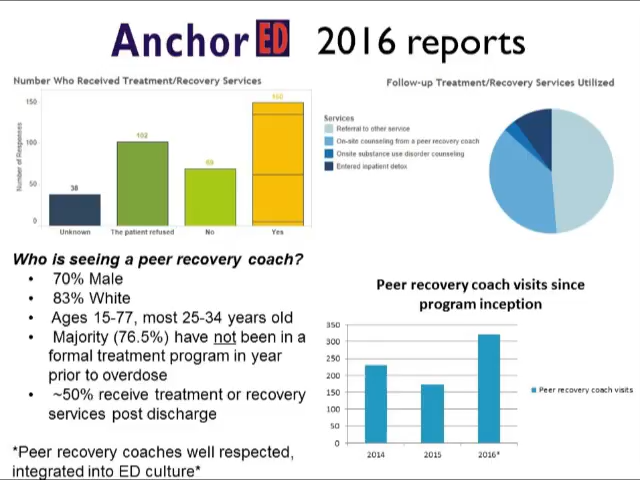 Anchor ED 2016 reports
Number Who Received Treatment/Recovery Services
Number of Responses
150
100
50
0
38
102
Unknown
The patient refused
No
Yes
Follow-up Treatment/Recovery Services Utilized
Services
Referral to other service
On-site counseling from a peer recovery coach
Onsite substance use disorder counseling
Entered inpatient detox
Who is seeing a peer recovery coach?
• 70% Male
• 83% White
• Ages 15-77, most 25-34 years old
• Majority (76.5%) have not been in a
formal treatment program in year
prior to overdose
• ~50% receive treatment or recovery
services post discharge
*Peer recovery coaches well respected,
integrated into ED culture*
Peer recovery coach visits since
program inception
350
300
250
200
150
100
50
0
2014
2015
2016*
Peer recovery coach visits